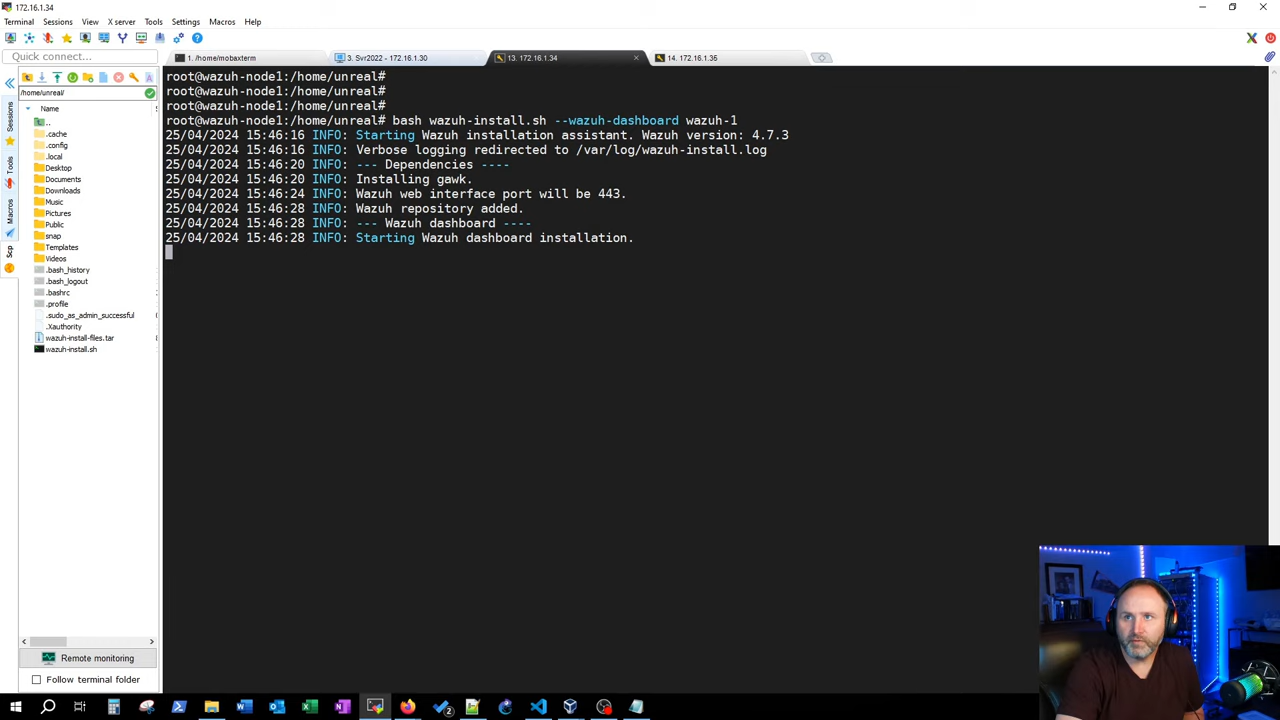 172.16.1.34
Terminal Sessions View X server Tools Settings Macros Help
Quick connect...
1. /home/mobaxterm
3. Svr2022 - 172.16.1.30
13. 172.16.1.34
14. 172.16.1.36
/home/unreal/
Name
..
.cache
.config
.local
Desktop
Documents
Downloads
Music
Pictures
Public
snap
Templates
Videos
.bash_history
.bash_logout
.bashrc
.profile
.sudo_as_admin_successful
.Xauthority
wazuh-install-files.tar
wazuh-install.sh
Sessions
Tools
Macros
Scp
Remote monitoring
Follow terminal folder
root@wazuh-node1:/home/unreal#
root@wazuh-node1:/home/unreal#
root@wazuh-node1:/home/unreal#
root@wazuh-node1:/home/unreal# bash wazuh-install.sh --wazuh-dashboard wazuh-1
25/04/2024 15:46:16 INFO: Starting Wazuh installation assistant. Wazuh version: 4.7.3
25/04/2024 15:46:16 INFO: Verbose logging redirected to /var/log/wazuh-install.log
25/04/2024 15:46:20 INFO: --- Dependencies ----
25/04/2024 15:46:20 INFO: Installing gawk.
25/04/2024 15:46:24 INFO: Wazuh web interface port will be 443.
25/04/2024 15:46:28 INFO: Wazuh repository added.
25/04/2024 15:46:28 INFO: --- Wazuh dashboard ----
25/04/2024 15:46:28 INFO: Starting Wazuh dashboard installation.